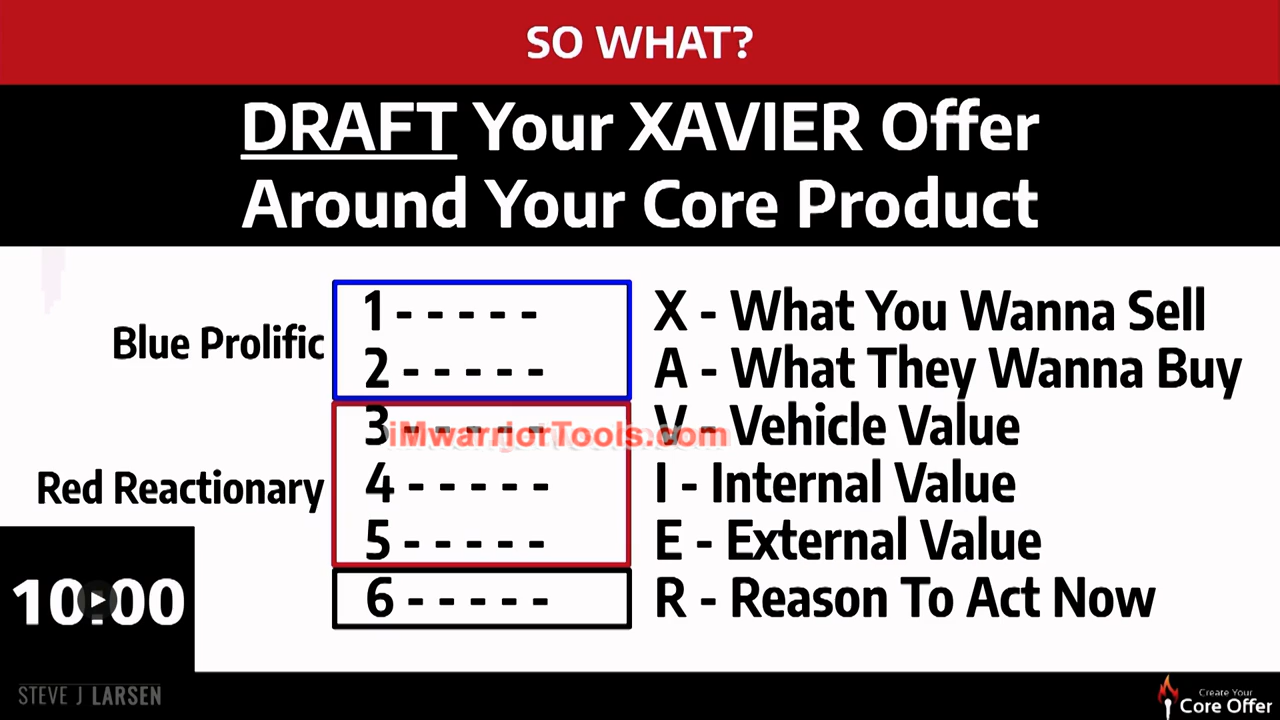 SO WHAT?
DRAFT Your XAVIER Offer
Around Your Core Product
Blue Prolific
1 - - - - - X - What You Wanna Sell
2 - - - - - A - What They Wanna Buy
3 - - - - - V - Vehicle Value
iMwarriorTools.com
Red Reactionary
4 - - - - - I - Internal Value
5 - - - - - E - External Value
6 - - - - - R - Reason To Act Now
10:00
STEVE J LARSEN
Create Your
Core Offer